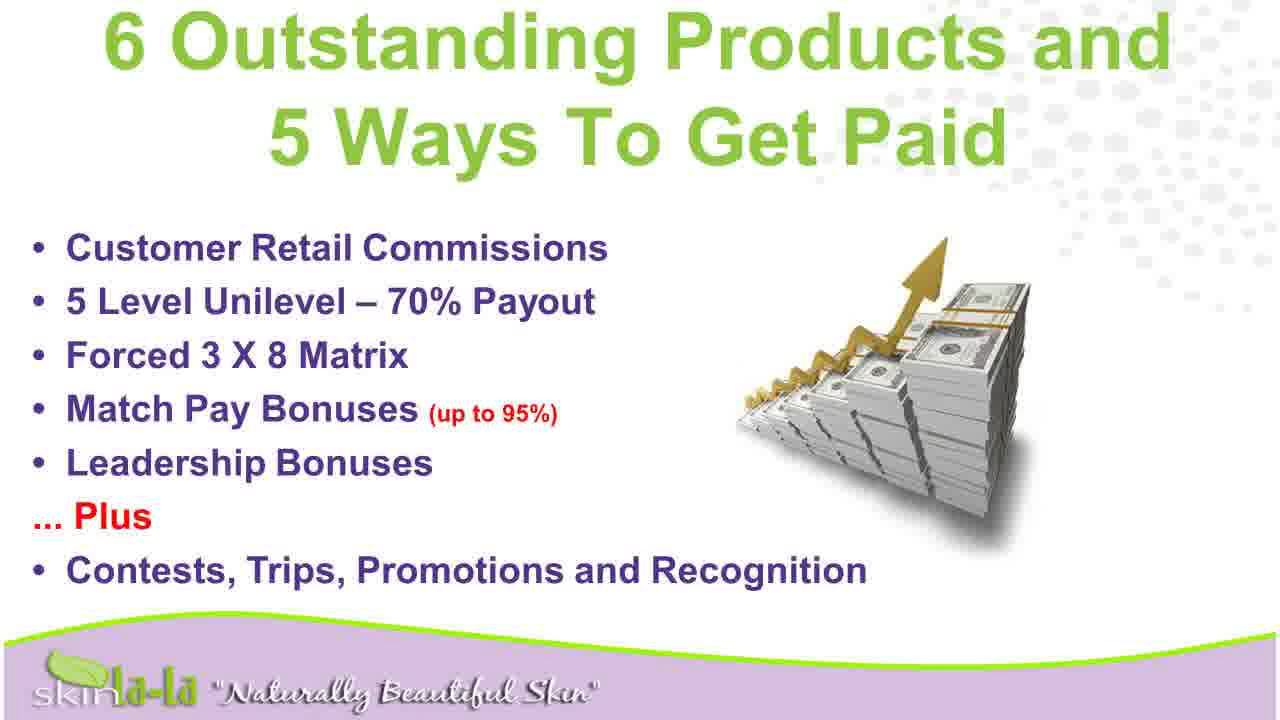 6 Outstanding Products and
5 Ways To Get Paid
• Customer Retail Commissions
• 5 Level Unilevel – 70% Payout
• Forced 3 X 8 Matrix
• Match Pay Bonuses (up to 95%)
• Leadership Bonuses
... Plus
• Contests, Trips, Promotions and Recognition
skin la-la "Naturally Beautiful Skin"